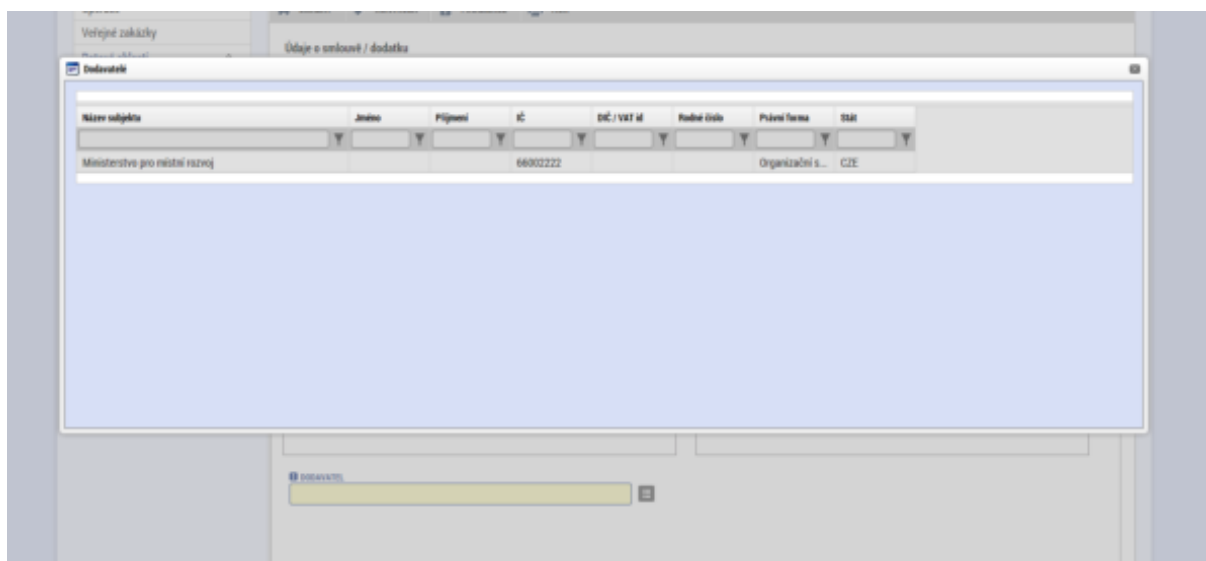 Veřejné zakázky
Údaje o smlouvě / dodatku
Dodavatelé
Název subjektu Jméno Příjmení IČ DIČ / VAT id Rodné číslo Právní forma Stát
Ministerstvo pro místní rozvoj 66002222 Organizační s... CZE
DODAVATEL